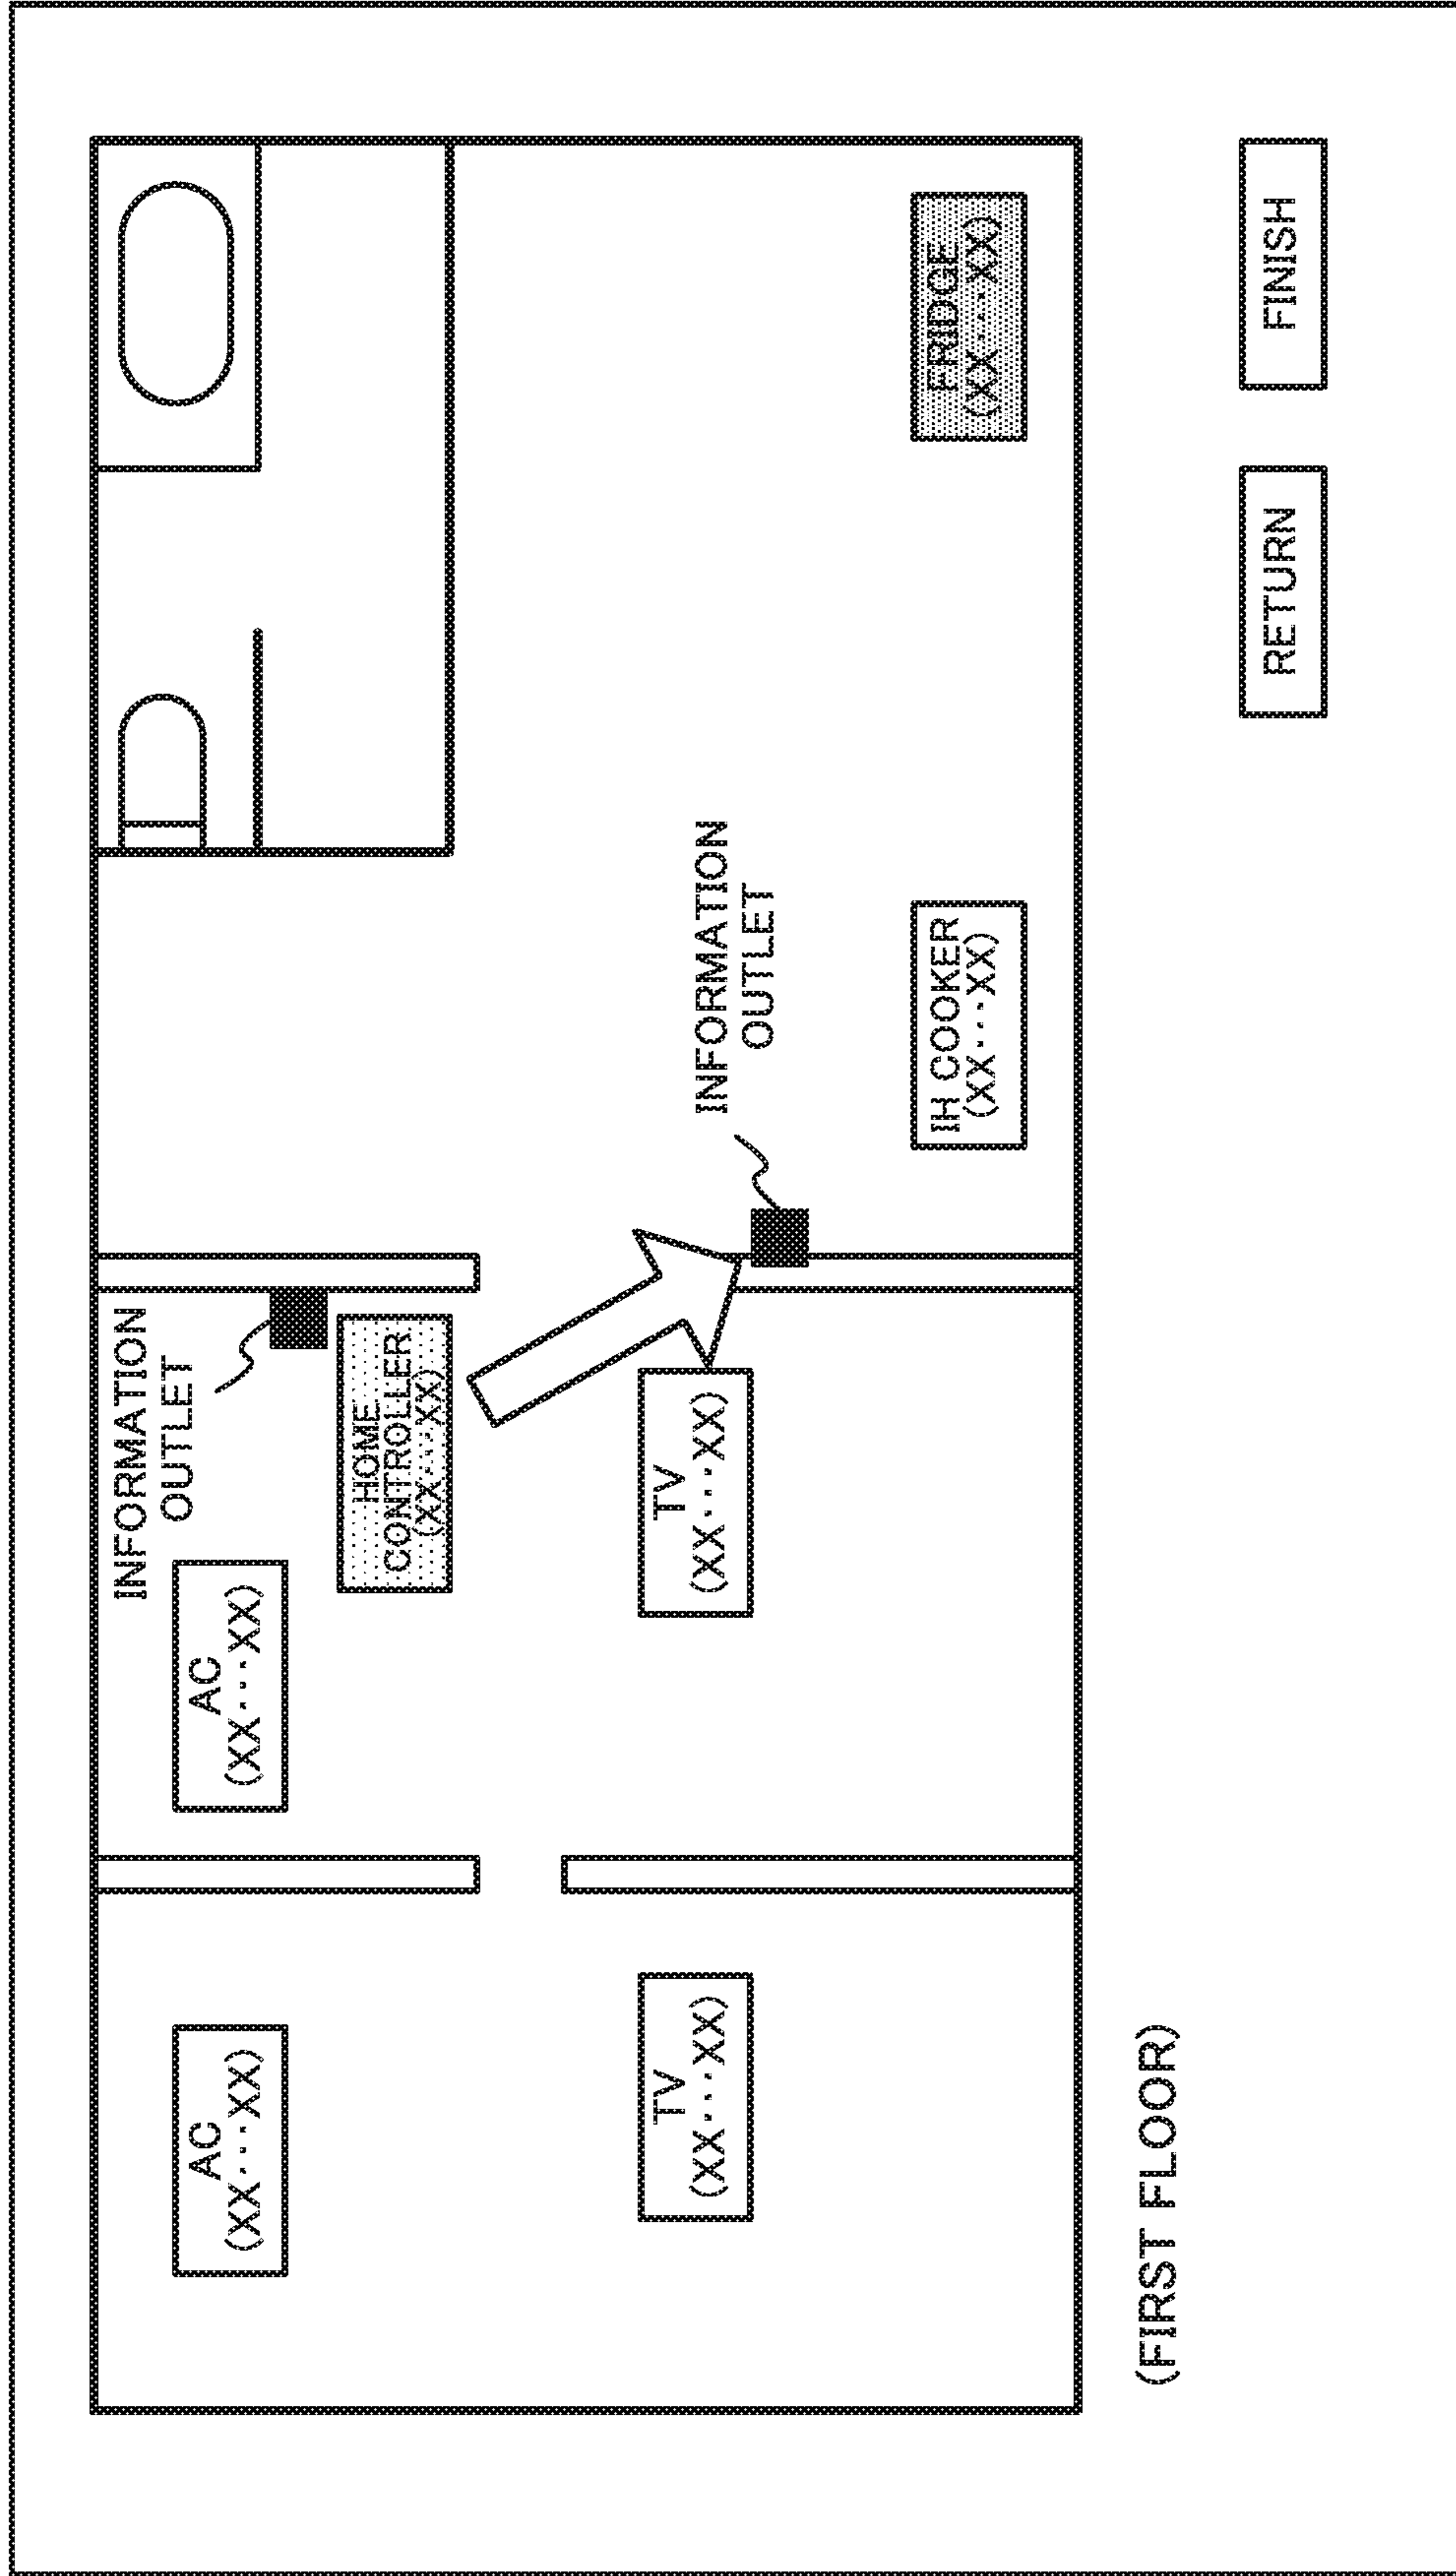 INFORMATION
OUTLET
AC
(XX···XX)
AC
(XX···XX)
HOME
CONTROLLER
(XX···XX)
TV
(XX···XX)
TV
(XX···XX)
INFORMATION
OUTLET
IH COOKER
(XX···XX)
FRIDGE
(XX···XX)
(FIRST FLOOR)
RETURN
FINISH